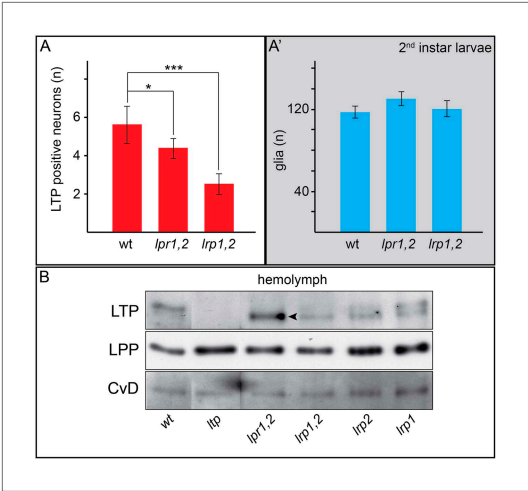 A
LTP positive neurons (n)
6
4
2
***
*
wt
lpr1,2
lrp1,2
A'
2nd instar larvae
glia (n)
120
40
wt
lpr1,2
lrp1,2
B
hemolymph
LTP
LPP
CvD
wt
ltp
lpr1,2
lrp1,2
lrp2
lrp1